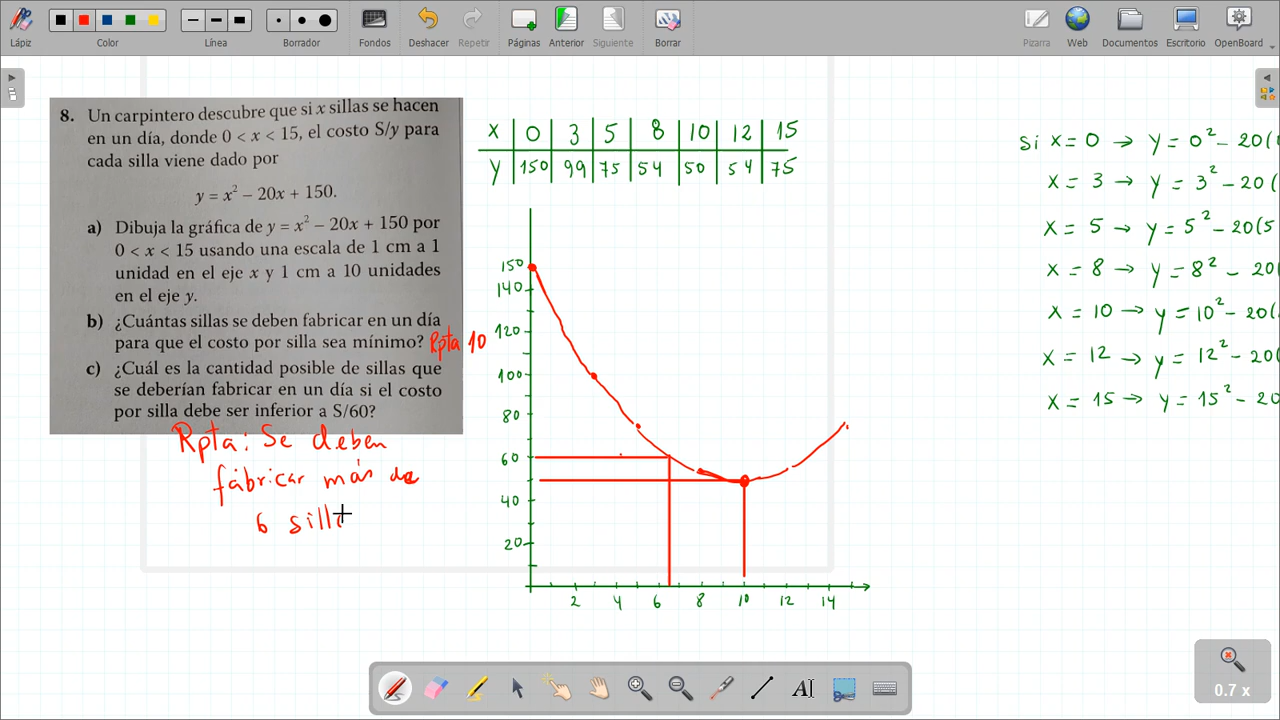 Lápiz Color Línea Borrador Fondos Deshacer Repetir Páginas Anterior Siguiente Borrar Pizarra Web Documentos Escritorio OpenBoard
8. Un carpintero descubre que si x sillas se hacen
en un día, donde 0 < x < 15, el costo S/y para
cada silla viene dado por
y = x² – 20x + 150.
a) Dibuja la gráfica de y = x² – 20x + 150 por
0 < x < 15 usando una escala de 1 cm a 1
unidad en el eje x y 1 cm a 10 unidades
en el eje y.
b) ¿Cuántas sillas se deben fabricar en un día
para que el costo por silla sea mínimo? Rpta 10
c) ¿Cuál es la cantidad posible de sillas que
se deberían fabricar en un día si el costo
por silla debe ser inferior a S/60?
Rpta: Se deben
fabricar más de
6 sill
X 0 3 5 8 10 12 15
Y 150 99 75 54 50 54 75
150
140
120
100
80
60
40
20
2 4 6 8 10 12 14
Si x = 0 → y = 0² – 20(
x = 3 → y = 3² – 20(
x = 5 → y = 5² – 20(5
x = 8 → y = 8² – 20
x = 10 → y = 10² – 20(
x = 12 → y = 12² – 20
x = 15 → y = 15² – 20
0.7 x